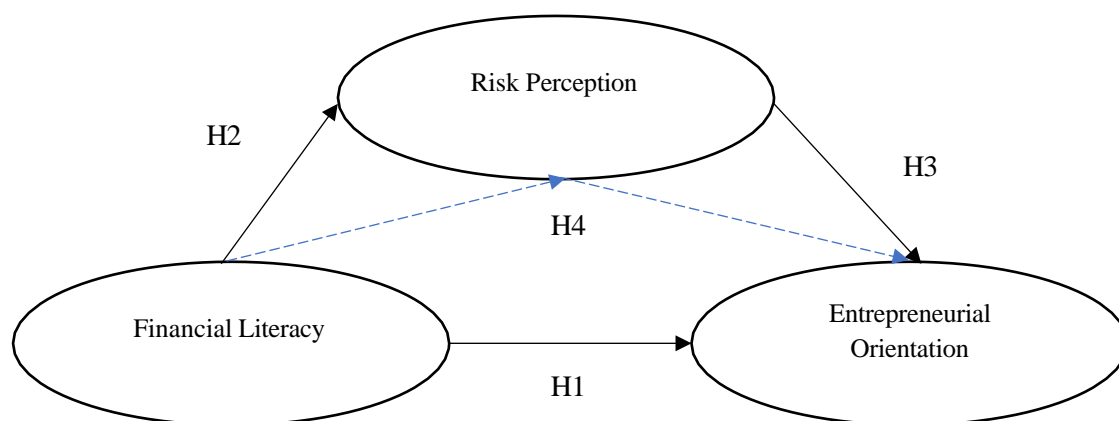 Risk Perception
H2
H3
H4
Financial Literacy
Entrepreneurial
Orientation
H1